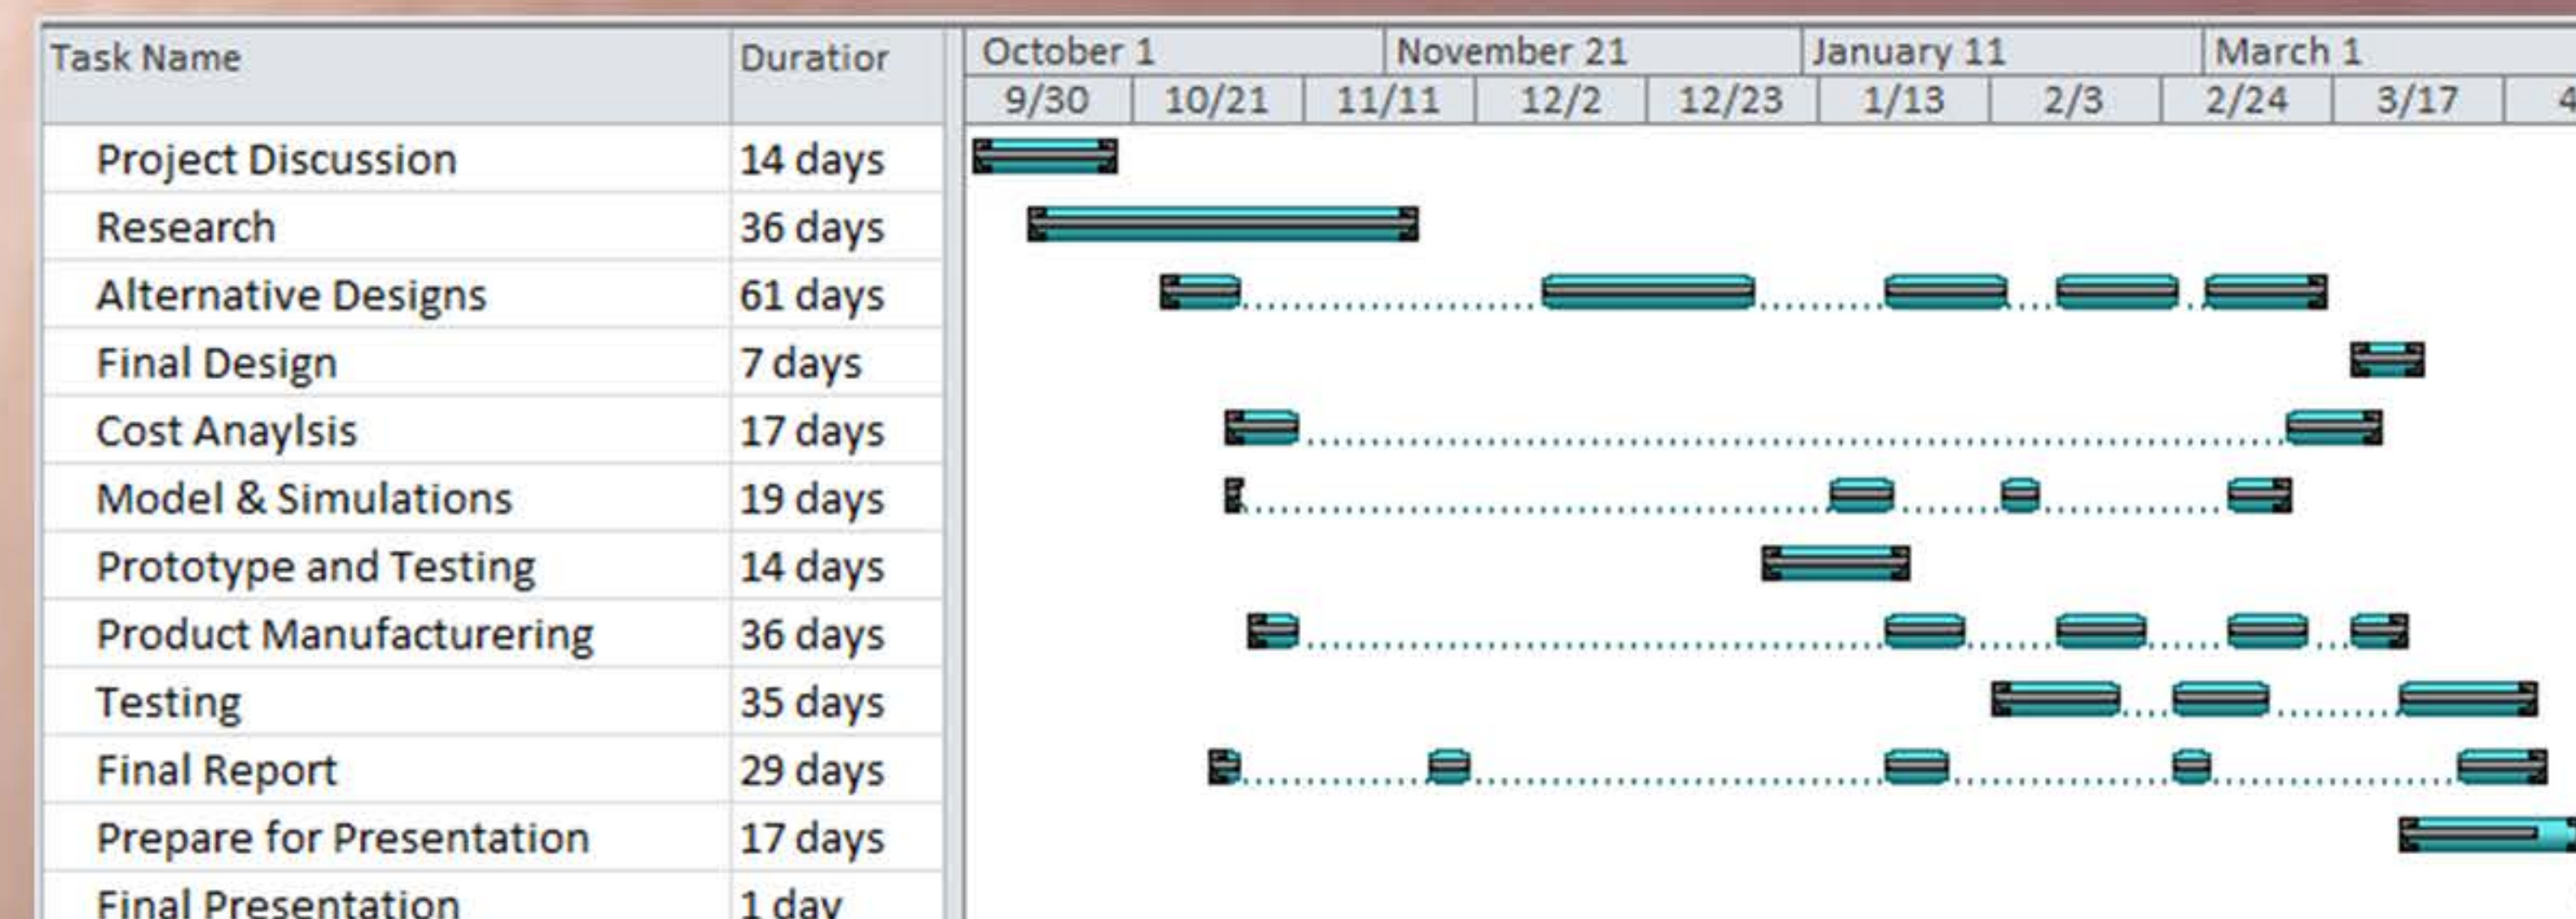 Task Name Duratior October 1 November 21 January 11 March 1
9/30 10/21 11/11 12/2 12/23 1/13 2/3 2/24 3/17 4
Project Discussion 14 days
Research 36 days
Alternative Designs 61 days
Final Design 7 days
Cost Anaylsis 17 days
Model & Simulations 19 days
Prototype and Testing 14 days
Product Manufacturering 36 days
Testing 35 days
Final Report 29 days
Prepare for Presentation 17 days
Final Presentation 1 day